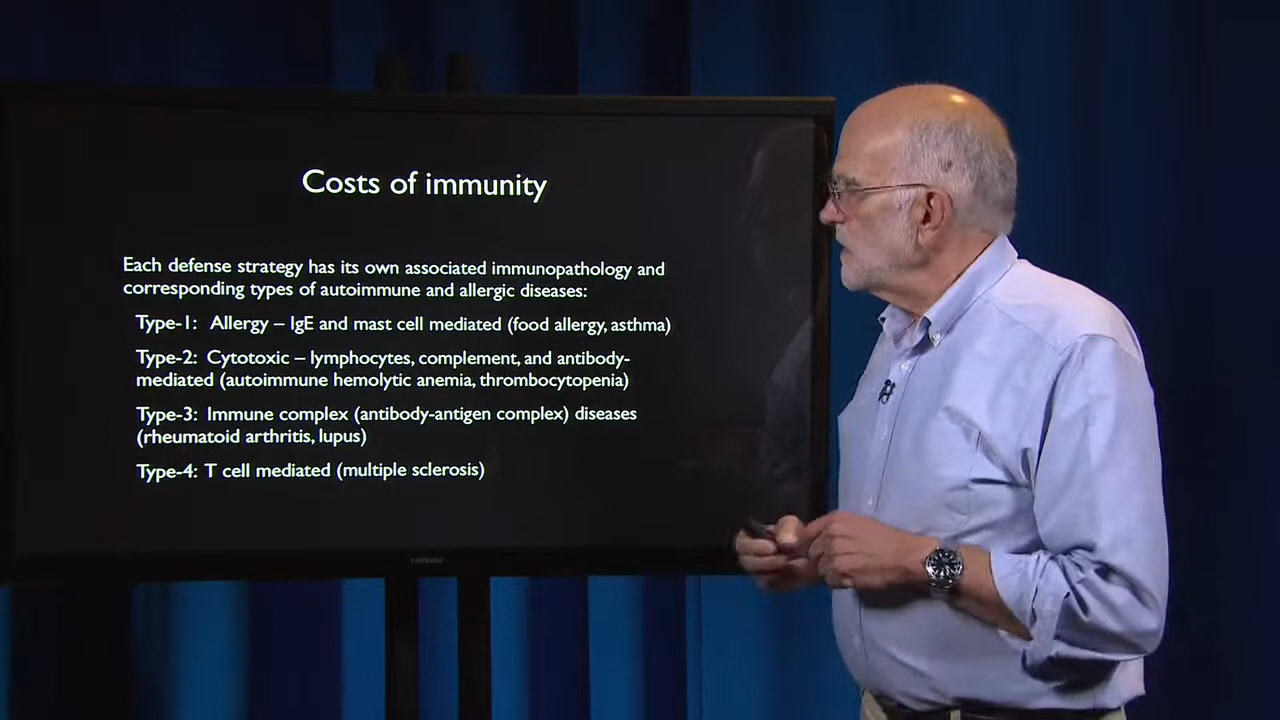 Costs of immunity
Each defense strategy has its own associated immunopathology and
corresponding types of autoimmune and allergic diseases:
Type-1: Allergy – IgE and mast cell mediated (food allergy, asthma)
Type-2: Cytotoxic – lymphocytes, complement, and antibody-
mediated (autoimmune hemolytic anemia, thrombocytopenia)
Type-3: Immune complex (antibody-antigen complex) diseases
(rheumatoid arthritis, lupus)
Type-4: T cell mediated (multiple sclerosis)
SAMSUNG